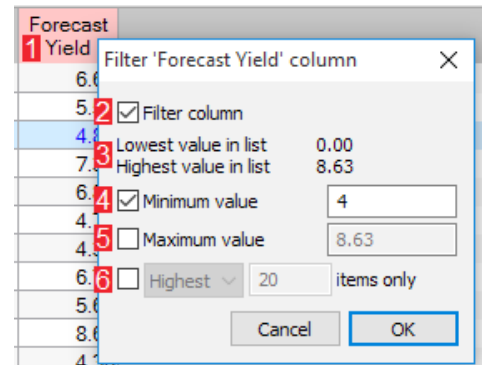 Forecast
1 Yield
Filter 'Forecast Yield' column
2 Filter column
3 Lowest value in list 0.00
Highest value in list 8.63
4 Minimum value 4
5 Maximum value 8.63
6 Highest 20 items only
Cancel OK